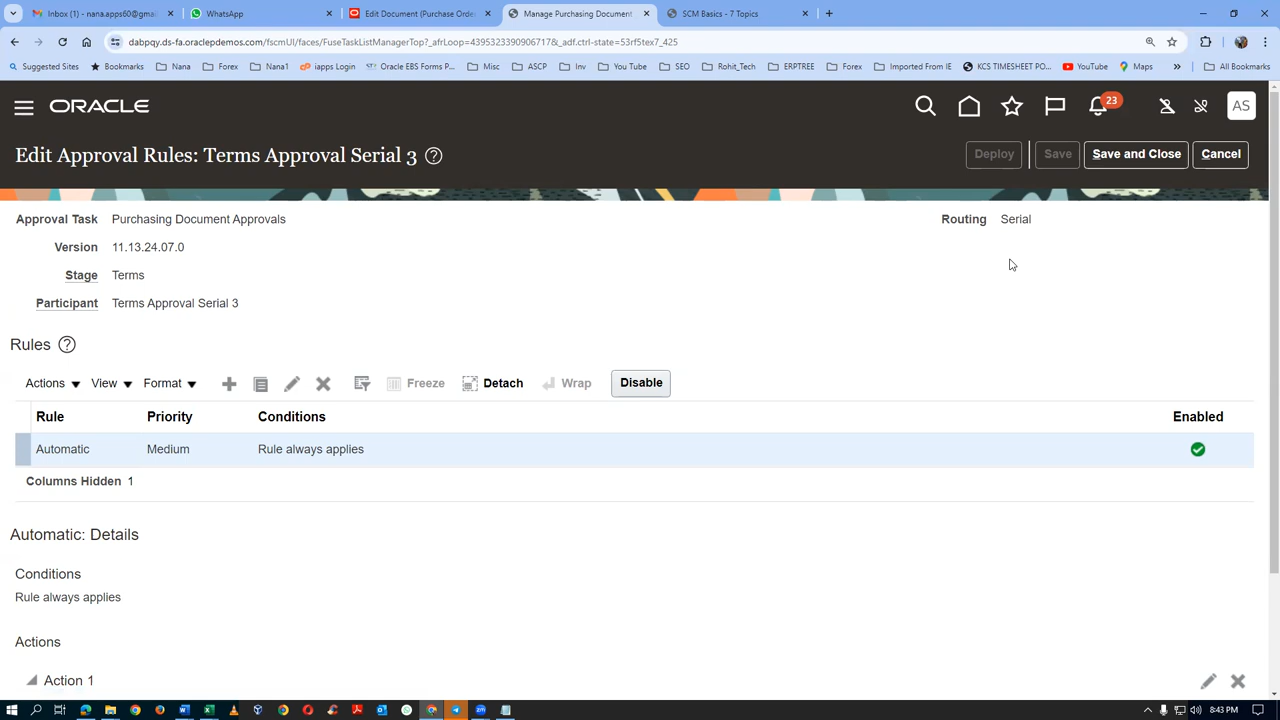 Inbox (1) - nana.apps60@gmail
WhatsApp
Edit Document (Purchase Order
Manage Purchasing Document
SCM Basics - 7 Topics
dabpqy.ds-fa.oraclepdemos.com/fscmUI/faces/FuseTaskListManagerTop?_afrLoop=4395323390906717&_adf.ctrl-state=53rf5tex7_425
Suggested Sites
Bookmarks
Nana
Forex
Nana1
iapps Login
Oracle EBS Forms P...
Misc
ASCP
Inv
You Tube
SEO
Rohit_Tech
ERPTREE
Forex
Imported From IE
KCS TIMESHEET PO...
YouTube
Maps
»
All Bookmarks
ORACLE
23
AS
Edit Approval Rules: Terms Approval Serial 3
Deploy
Save
Save and Close
Cancel
Approval Task Purchasing Document Approvals
Routing Serial
Version 11.13.24.07.0
Stage Terms
Participant Terms Approval Serial 3
Rules
Actions
View
Format
Freeze
Detach
Wrap
Disable
Rule Priority Conditions Enabled
Automatic Medium Rule always applies
Columns Hidden 1
Automatic: Details
Conditions
Rule always applies
Actions
Action 1
8:43 PM